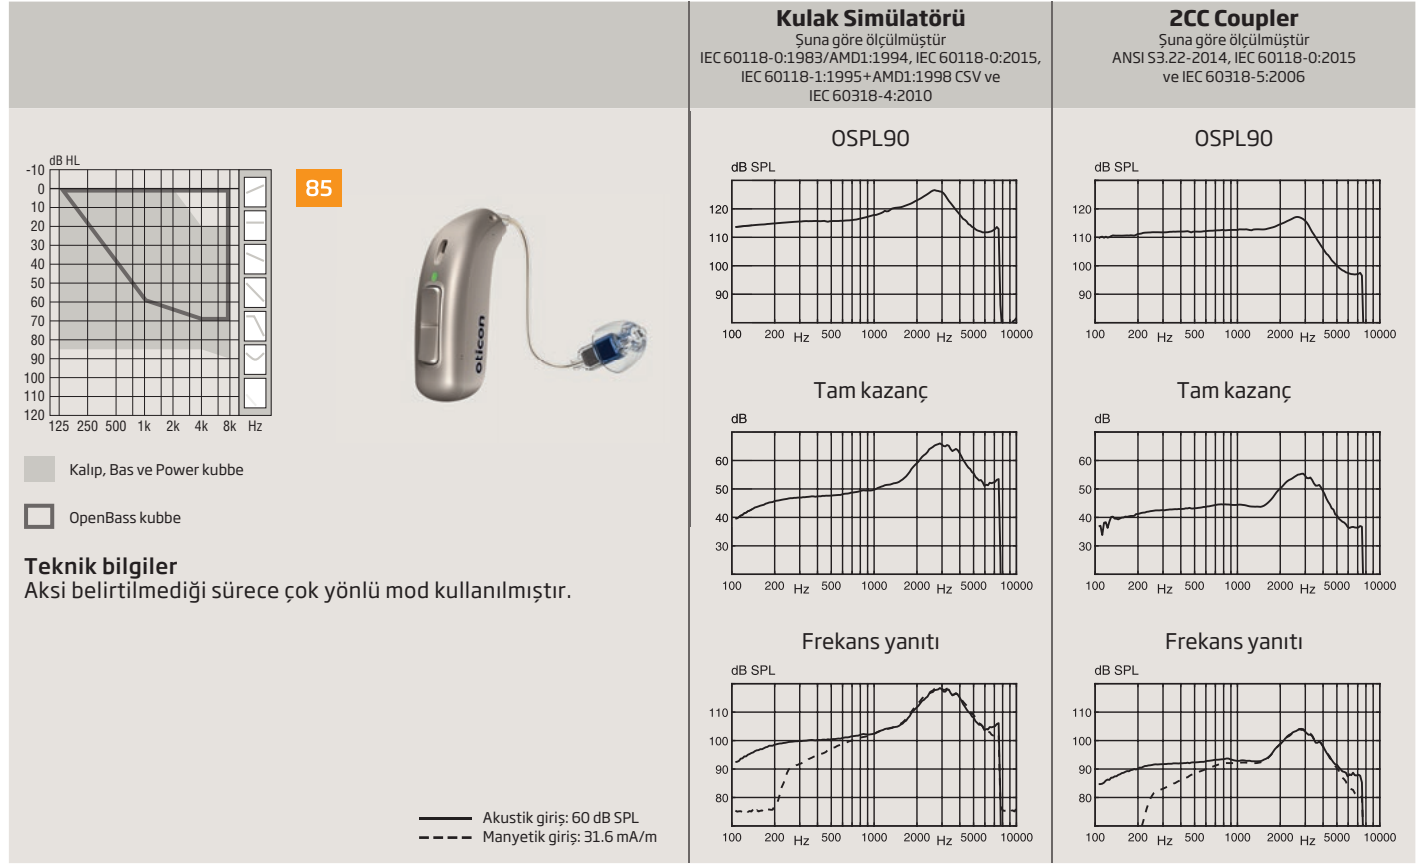 Kulak Simülatörü
Şuna göre ölçülmüştür
IEC 60118-0:1983/AMD1:1994, IEC 60118-0:2015,
IEC 60118-1:1995+AMD1:1998 CSV ve
IEC 60318-4:2010
2CC Coupler
Şuna göre ölçülmüştür
ANSI S3.22-2014, IEC 60118-0:2015
ve IEC 60318-5:2006
dB HL
-10
0
10
20
30
40
50
60
70
80
90
100
110
120
125 250 500 1k 2k 4k 8k Hz
85
oticon
Kalıp, Bas ve Power kubbe
OpenBass kubbe
Teknik bilgiler
Aksi belirtilmediği sürece çok yönlü mod kullanılmıştır.
Akustik giriş: 60 dB SPL
Manyetik giriş: 31.6 mA/m
OSPL90
dB SPL
120
110
100
90
100 200 Hz 500 1000 2000 Hz 5000 10000
Tam kazanç
dB
60
50
40
30
100 200 Hz 500 1000 2000 Hz 5000 10000
Frekans yanıtı
dB SPL
110
100
90
80
100 200 Hz 500 1000 2000 Hz 5000 10000
OSPL90
dB SPL
120
110
100
90
100 200 Hz 500 1000 2000 Hz 5000 10000
Tam kazanç
dB
60
50
40
30
100 200 Hz 500 1000 2000 Hz 5000 10000
Frekans yanıtı
dB SPL
110
100
90
80
100 200 Hz 500 1000 2000 Hz 5000 10000